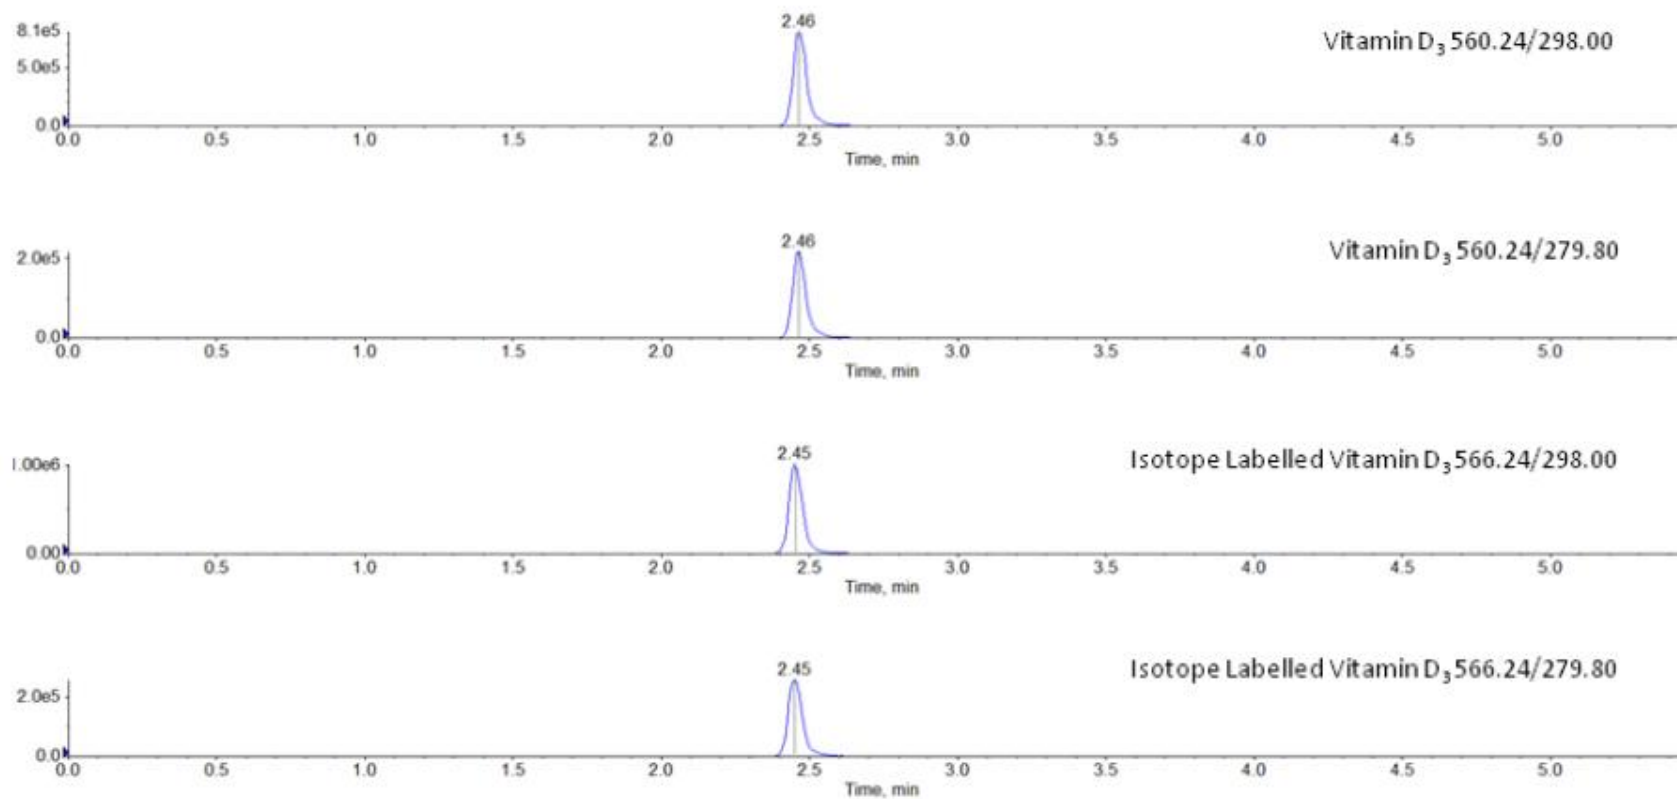 2.46
8.1e5
Vitamin D₃ 560.24/298.00
5.0e5
0.0
0.0 0.5 1.0 1.5 2.0 2.5 3.0 3.5 4.0 4.5 5.0
Time, min
2.46
Vitamin D₃ 560.24/279.80
2.0e5
0.0
0.0 0.5 1.0 1.5 2.0 2.5 3.0 3.5 4.0 4.5 5.0
Time, min
2.45
Isotope Labelled Vitamin D₃ 566.24/298.00
1.00e6
0.00
0.0 0.5 1.0 1.5 2.0 2.5 3.0 3.5 4.0 4.5 5.0
Time, min
2.45
Isotope Labelled Vitamin D₃ 566.24/279.80
2.0e5
0.0
0.0 0.5 1.0 1.5 2.0 2.5 3.0 3.5 4.0 4.5 5.0
Time, min